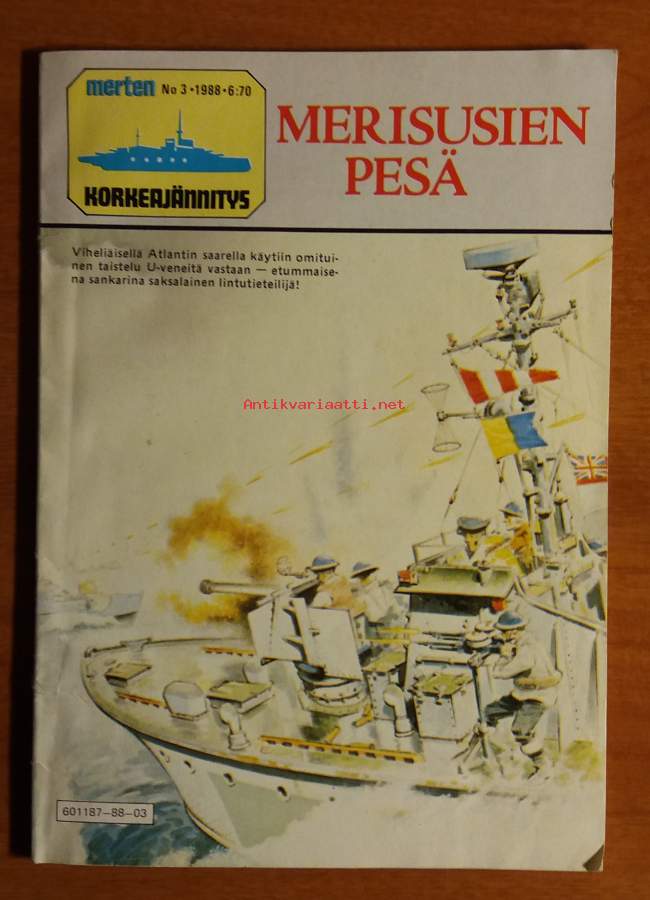 merten No 3 • 1988 • 6:70
KORKEAJÄNNITYS
MERISUSIEN
PESÄ
Viheliäisellä Atlantin saarella käytiin omitui-
nen taistelu U-veneitä vastaan — etummaise-
na sankarina saksalainen lintutieteilijä!
Antikvariaatti.net
601187–88–03